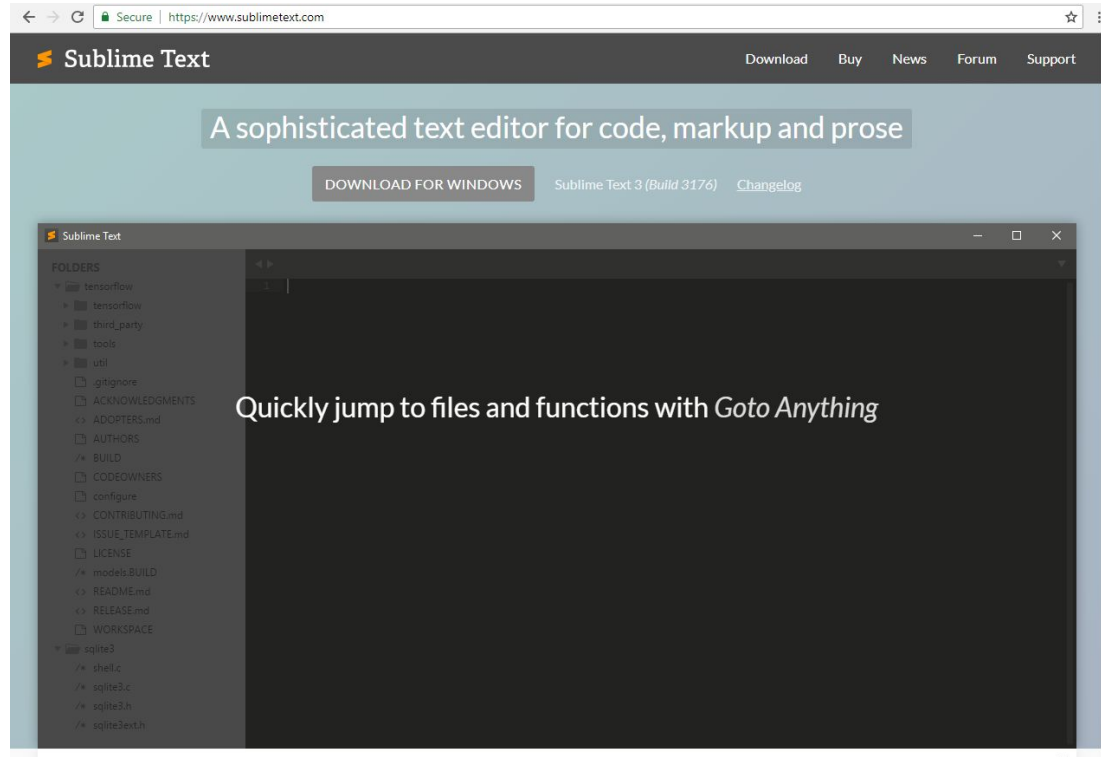 Secure | https://www.sublimetext.com
Sublime Text
Download Buy News Forum Support
A sophisticated text editor for code, markup and prose
DOWNLOAD FOR WINDOWS Sublime Text 3 (Build 3176) Changelog
Sublime Text
FOLDERS
tensorflow
1
tensorflow
third_party
tools
util
.gitignore
ACKNOWLEDGMENTS
Quickly jump to files and functions with Goto Anything
<> ADOPTERS.md
AUTHORS
/* BUILD
CODEOWNERS
configure
<> CONTRIBUTING.md
<> ISSUE_TEMPLATE.md
LICENSE
/* models.BUILD
<> README.md
<> RELEASE.md
WORKSPACE
sqlite3
/* shell.c
/* sqlite3.c
/* sqlite3.h
/* sqlite3ext.h